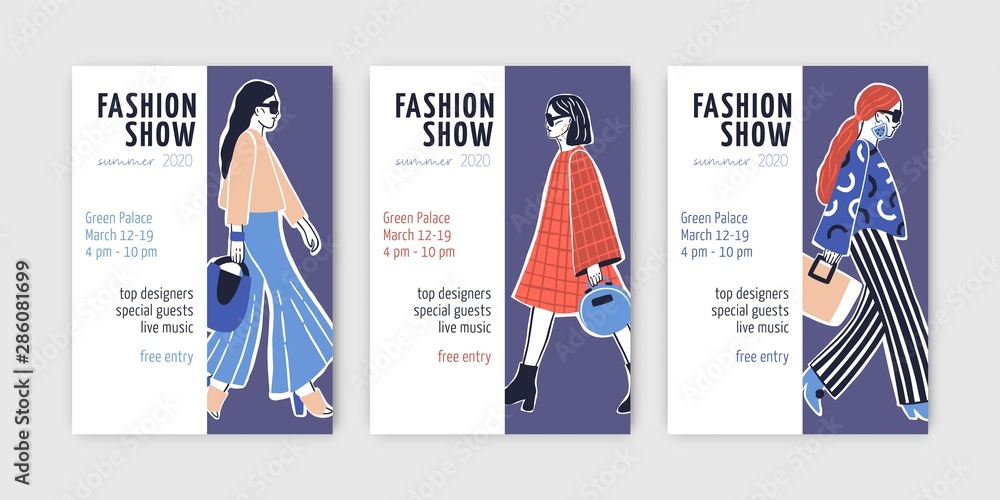 FASHION
SHOW
summer 2020
Green Palace
March 12-19
4 pm - 10 pm
top designers
special guests
live music
free entry
FASHION
SHOW
summer 2020
Green Palace
March 12-19
4 pm - 10 pm
top designers
special guests
live music
free entry
FASHION
SHOW
summer 2020
Green Palace
March 12-19
4 pm - 10 pm
top designers
special guests
live music
free entry
Adobe Stock | #286081699